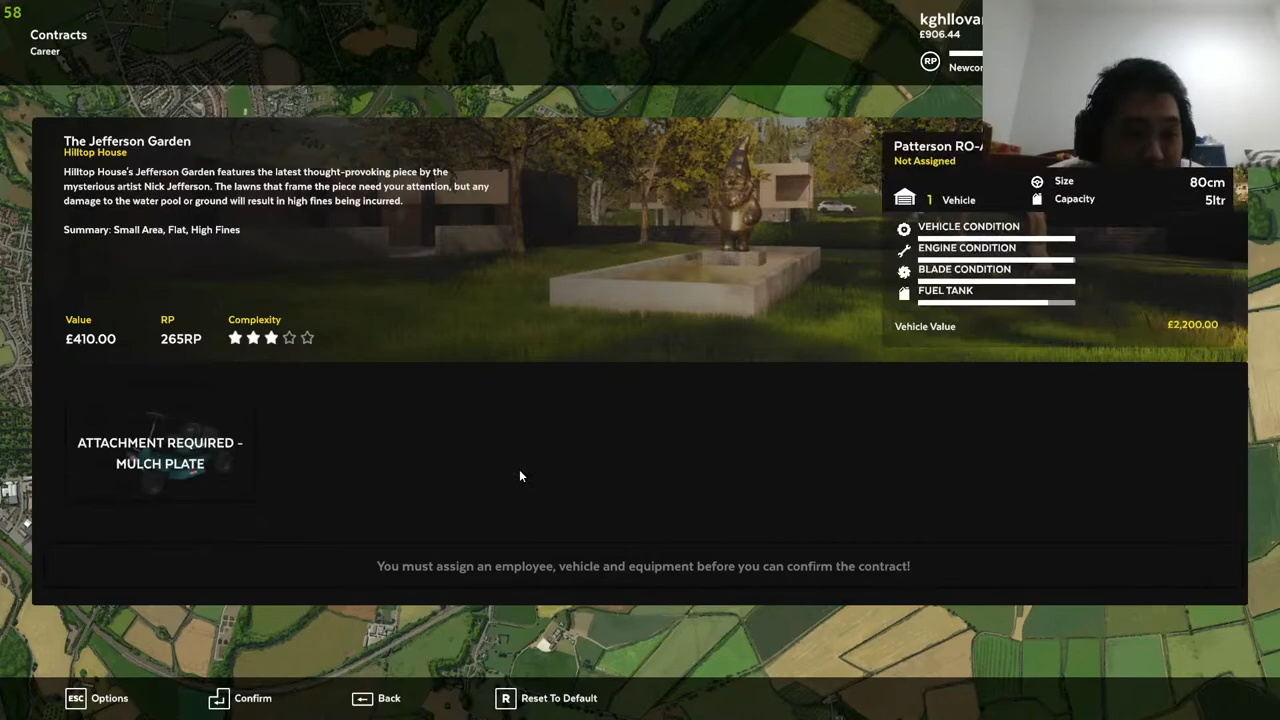 58
Contracts
Career
kghllova
£906.44
RP
Newcon
The Jefferson Garden
Hilltop House
Hilltop House's Jefferson Garden features the latest thought-provoking piece by the
mysterious artist Nick Jefferson. The lawns that frame the piece need your attention, but any
damage to the water pool or ground will result in high fines being incurred.
Summary: Small Area, Flat, High Fines
Value
RP
Complexity
£410.00
265RP
Patterson RO-
Not Assigned
1 Vehicle
Size
80cm
Capacity
5ltr
VEHICLE CONDITION
ENGINE CONDITION
BLADE CONDITION
FUEL TANK
Vehicle Value
£2,200.00
ATTACHMENT REQUIRED -
MULCH PLATE
You must assign an employee, vehicle and equipment before you can confirm the contract!
ESC Options
Confirm
Back
R Reset To Default